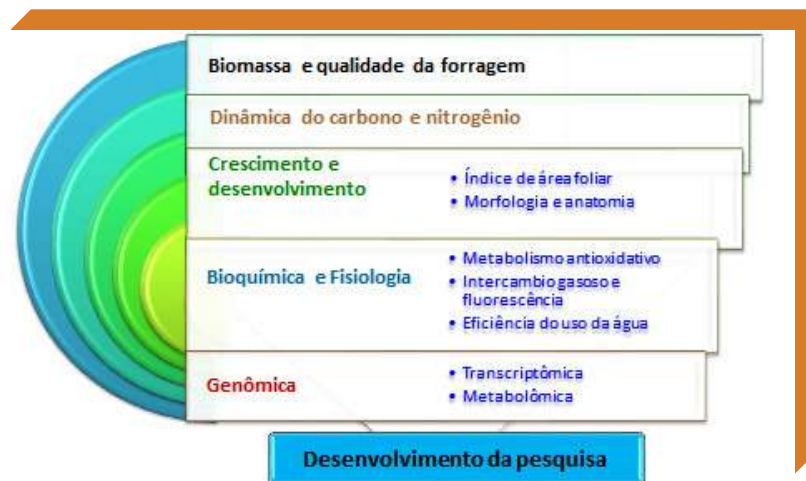 Biomassa e qualidade da forragem
Dinâmica do carbono e nitrogênio
Crescimento e
desenvolvimento
• Índice de área foliar
• Morfologia e anatomia
Bioquímica e Fisiologia
• Metabolismo antioxidativo
• Intercambio gasoso e
fluorescência
• Eficiência do uso da água
Genômica
• Transcriptômica
• Metabolômica
Desenvolvimento da pesquisa